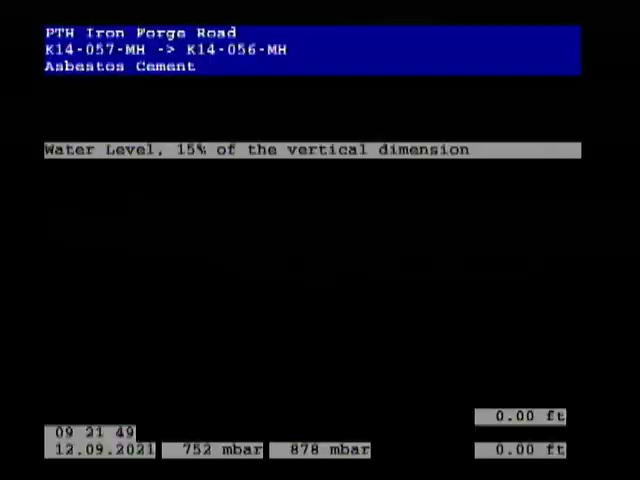 PTH Iron Forge Road
K14-057-MH -> K14-056-MH
Asbestos Cement
Water Level, 15% of the vertical dimension
0.00 ft
09 21 49
12.09.2021 752 mbar 878 mbar 0.00 ft